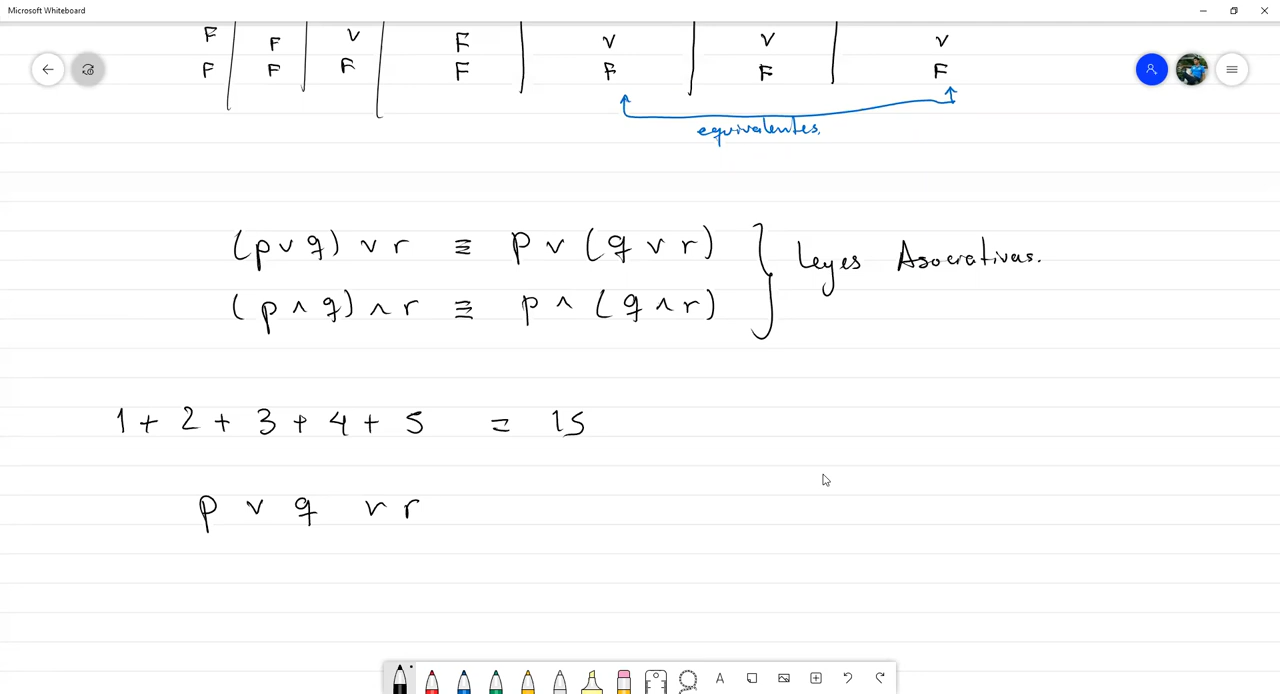 Microsoft Whiteboard
F F V F V V V
F F F F F F F
equivalentes.
(p ∨ q) ∨ r ≡ p ∨ (q ∨ r)
(p ∧ q) ∧ r ≡ p ∧ (q ∧ r)
Leyes Asociativas.
1 + 2 + 3 + 4 + 5 = 15
p ∨ q ∨ r
A